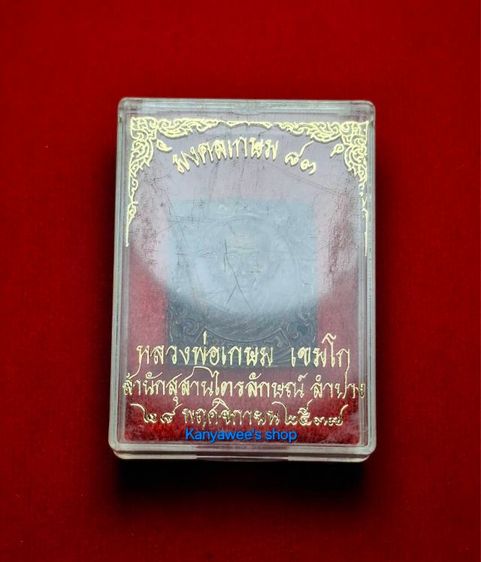 มงคลเกษม ๘๓
หลวงพ่อเกษม เขมโก
สำนักสุสานไตรลักษณ์ ลำปาง
๒๘ พฤศจิกายน ๒๕๓๗
Kanyawee's shop